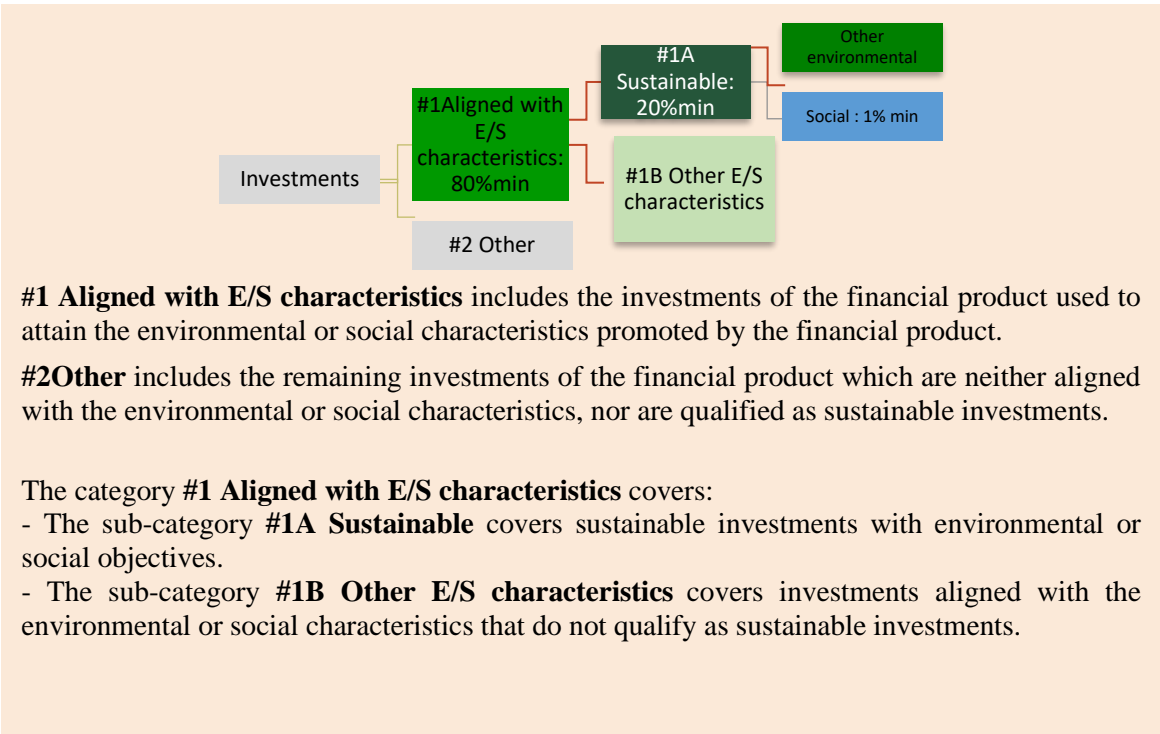 Other
environmental
#1A
Sustainable:
20%min
Social : 1% min
#1Aligned with
E/S
characteristics:
80%min
Investments
#1B Other E/S
characteristics
#2 Other
#1 Aligned with E/S characteristics includes the investments of the financial product used to
attain the environmental or social characteristics promoted by the financial product.
#2Other includes the remaining investments of the financial product which are neither aligned
with the environmental or social characteristics, nor are qualified as sustainable investments.
The category #1 Aligned with E/S characteristics covers:
- The sub-category #1A Sustainable covers sustainable investments with environmental or
social objectives.
- The sub-category #1B Other E/S characteristics covers investments aligned with the
environmental or social characteristics that do not qualify as sustainable investments.